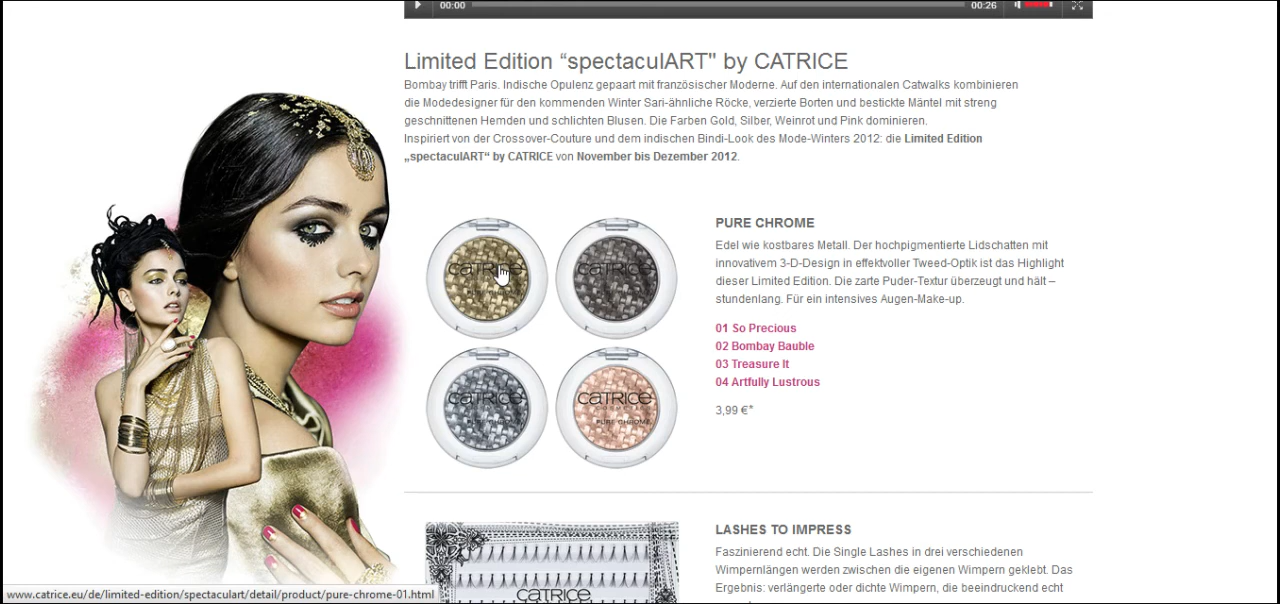 00:00
00:26
Limited Edition “spectaculART" by CATRICE
Bombay trifft Paris. Indische Opulenz gepaart mit französischer Moderne. Auf den internationalen Catwalks kombinieren
die Modedesigner für den kommenden Winter Sari-ähnliche Röcke, verzierte Borten und bestickte Mäntel mit streng
geschnittenen Hemden und schlichten Blusen. Die Farben Gold, Silber, Weinrot und Pink dominieren.
Inspiriert von der Crossover-Couture und dem indischen Bindi-Look des Mode-Winters 2012: die Limited Edition
„spectaculART“ by CATRICE von November bis Dezember 2012.
CATRICE
PURE CHROME
CATRICE
PURE CHROME
CATRICE
PURE CHROME
CATRICE
COSMETICS
PURE CHROME
PURE CHROME
Edel wie kostbares Metall. Der hochpigmentierte Lidschatten mit
innovativem 3-D-Design in effektvoller Tweed-Optik ist das Highlight
dieser Limited Edition. Die zarte Puder-Textur überzeugt und hält –
stundenlang. Für ein intensives Augen-Make-up.
01 So Precious
02 Bombay Bauble
03 Treasure It
04 Artfully Lustrous
3,99 €*
CATRICE
LASHES TO IMPRESS
Faszinierend echt. Die Single Lashes in drei verschiedenen
Wimpernlängen werden zwischen die eigenen Wimpern geklebt. Das
Ergebnis: verlängerte oder dichte Wimpern, die beeindruckend echt
www.catrice.eu/de/limited-edition/spectaculart/detail/product/pure-chrome-01.html